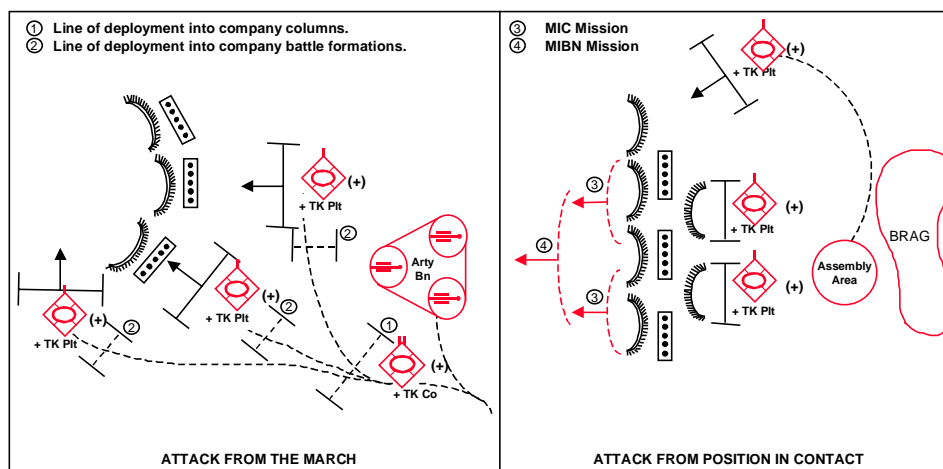 ① Line of deployment into company columns.
② Line of deployment into company battle formations.
(+)
+ TK Plt
②
Arty
Bn
(+)
+ TK Plt
②
(+)
+ TK Plt
②
①
(+)
+ TK Co
ATTACK FROM THE MARCH
③ MIC Mission
④ MIBN Mission
(+)
+ TK Plt
③
④
(+)
+ TK Plt
BRAG
(+)
+ TK Plt
③
Assembly
Area
ATTACK FROM POSITION IN CONTACT